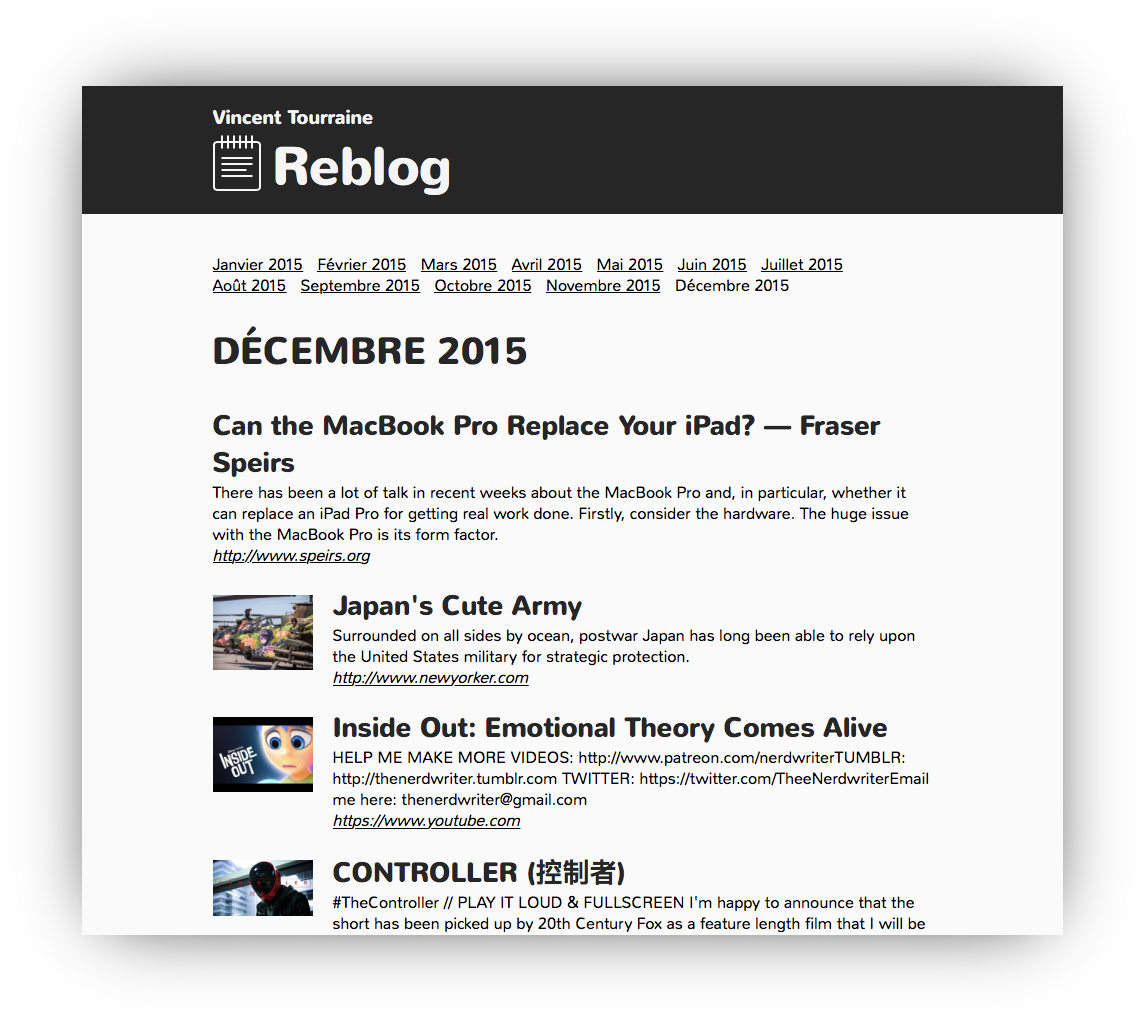 Vincent Tourraine
Reblog
Janvier 2015 Février 2015 Mars 2015 Avril 2015 Mai 2015 Juin 2015 Juillet 2015
Août 2015 Septembre 2015 Octobre 2015 Novembre 2015 Décembre 2015
DÉCEMBRE 2015
Can the MacBook Pro Replace Your iPad? — Fraser
Speirs
There has been a lot of talk in recent weeks about the MacBook Pro and, in particular, whether it
can replace an iPad Pro for getting real work done. Firstly, consider the hardware. The huge issue
with the MacBook Pro is its form factor.
http://www.speirs.org
Japan's Cute Army
Surrounded on all sides by ocean, postwar Japan has long been able to rely upon
the United States military for strategic protection.
http://www.newyorker.com
INSIDE
OUT
Inside Out: Emotional Theory Comes Alive
HELP ME MAKE MORE VIDEOS: http://www.patreon.com/nerdwriterTUMBLR:
http://thenerdwriter.tumblr.com TWITTER: https://twitter.com/TheeNerdwriterEmail
me here: thenerdwriter@gmail.com
https://www.youtube.com
CONTROLLER (控制者)
#TheController // PLAY IT LOUD & FULLSCREEN I'm happy to announce that the
short has been picked up by 20th Century Fox as a feature length film that I will be